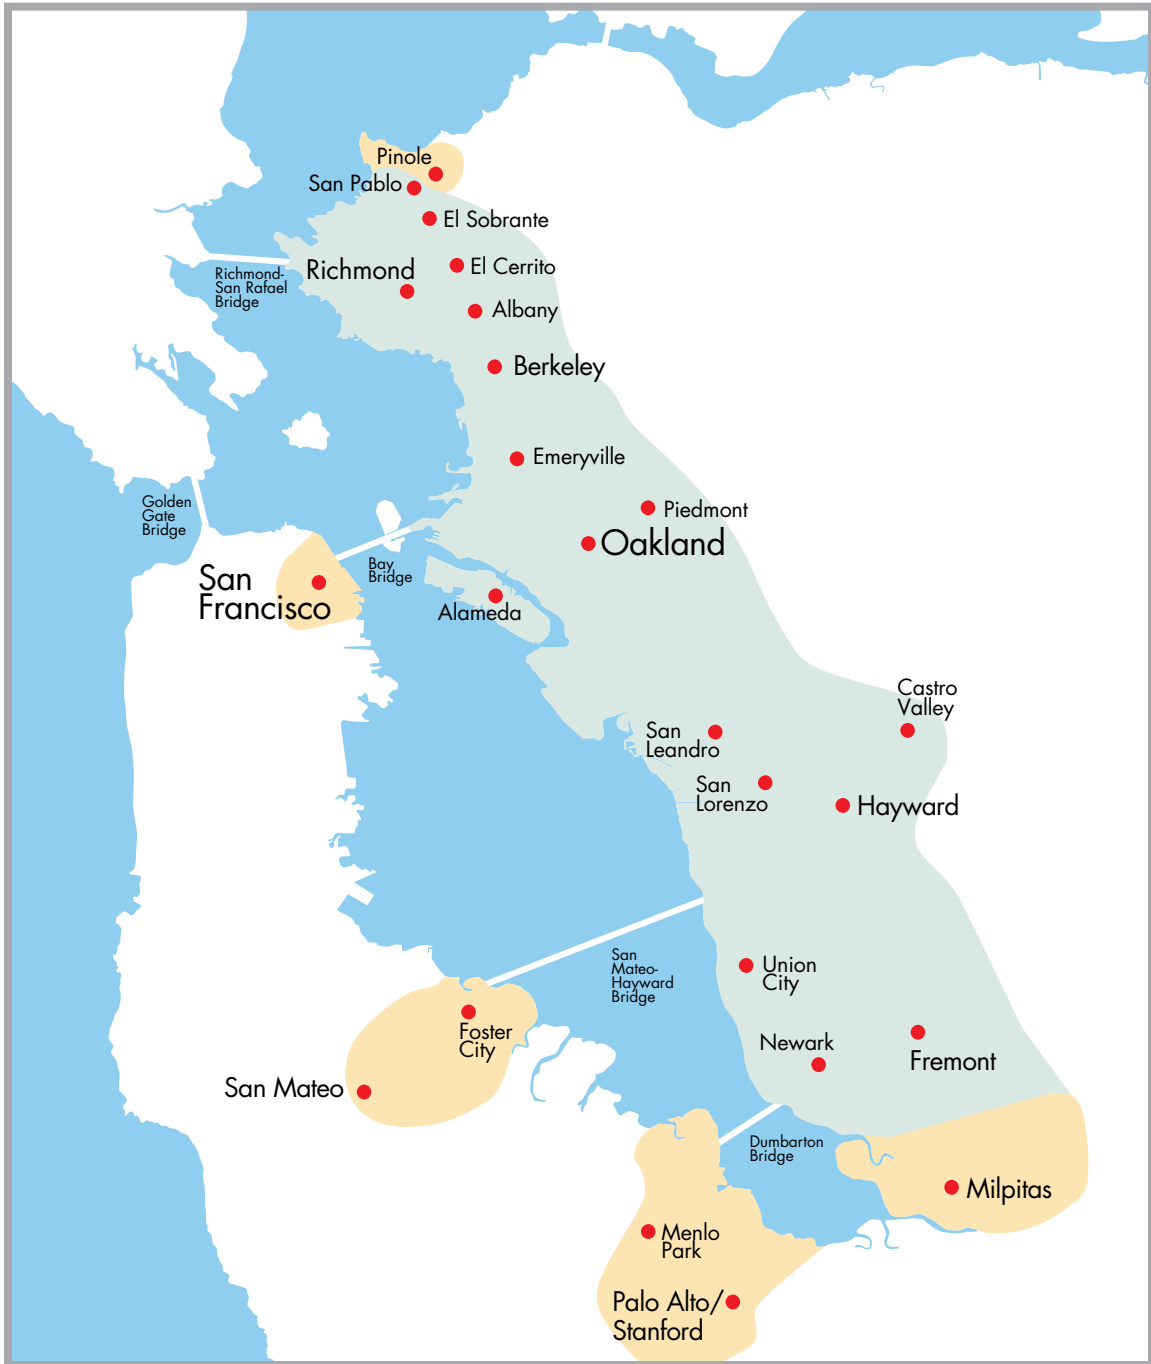 Pinole
San Pablo
El Sobrante
Richmond
El Cerrito
Richmond-
San Rafael
Bridge
Albany
Berkeley
Emeryville
Golden
Gate
Bridge
Piedmont
Oakland
Bay
Bridge
San
Francisco
Alameda
Castro
Valley
San
Leandro
San
Lorenzo
Hayward
San
Mateo-
Hayward
Bridge
Union
City
Foster
City
Newark
Fremont
San Mateo
Dumbarton
Bridge
Milpitas
Menlo
Park
Palo Alto/
Stanford